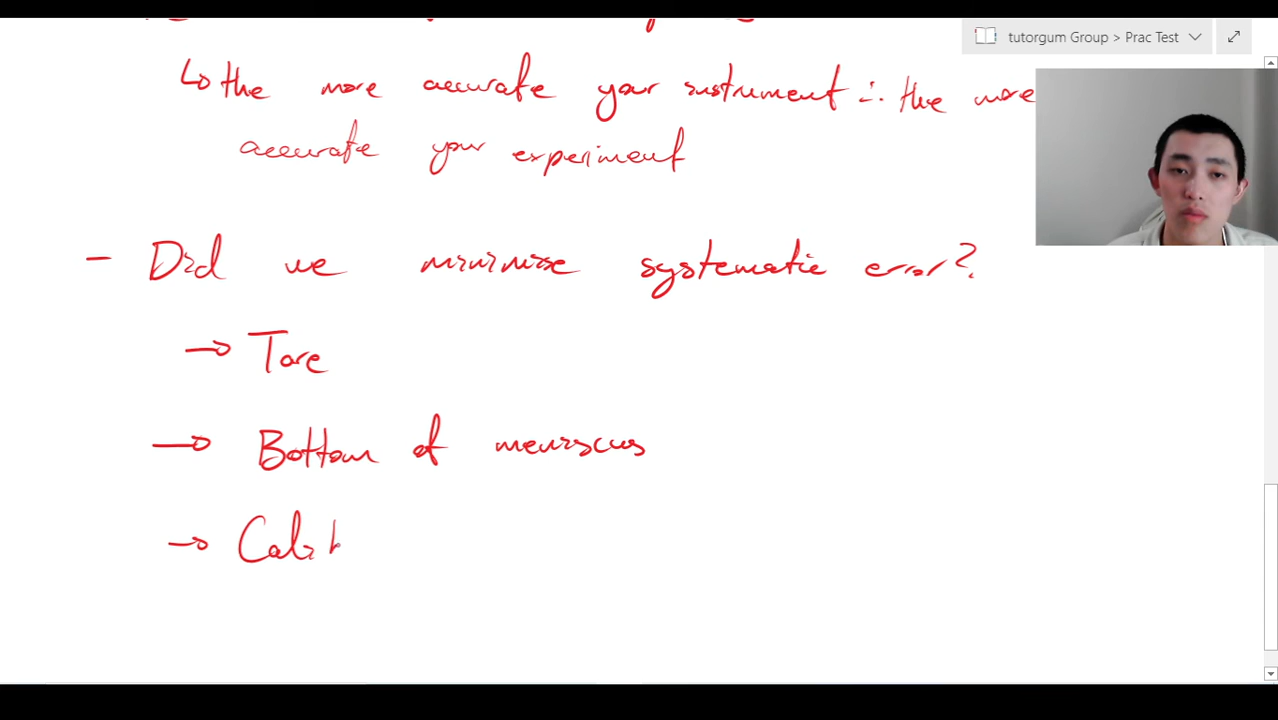 tutorgum Group > Prac Test
↳ the more accurate your instrument ∴ the more
accurate your experiment
- Did we minimise systematic error?
→ Tare
→ Bottom of meniscus
→